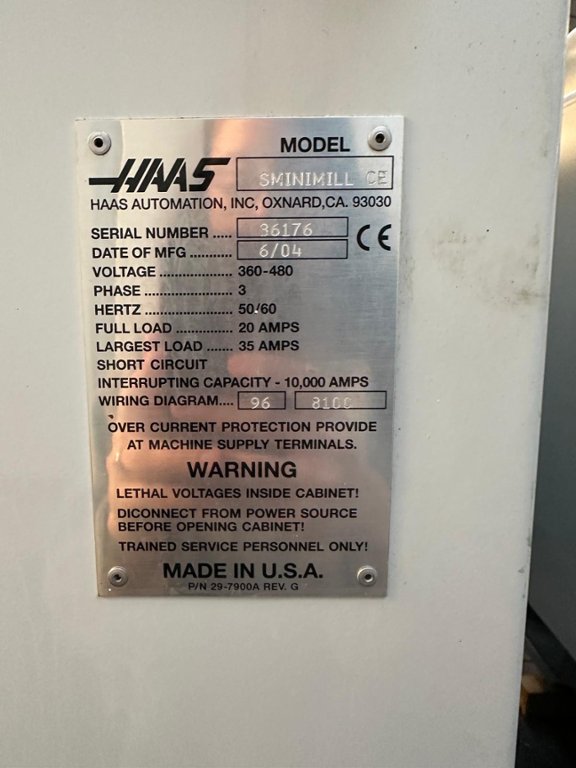 MODEL
HAAS SMINIMILL CE
HAAS AUTOMATION, INC, OXNARD,CA. 93030
SERIAL NUMBER ..... 36176
DATE OF MFG ........... 6/04 CE
VOLTAGE ................... 360-480
PHASE ....................... 3
HERTZ ....................... 50/60
FULL LOAD ................ 20 AMPS
LARGEST LOAD ....... 35 AMPS
SHORT CIRCUIT
INTERRUPTING CAPACITY - 10,000 AMPS
WIRING DIAGRAM.... 96 8100
OVER CURRENT PROTECTION PROVIDE
AT MACHINE SUPPLY TERMINALS.
WARNING
LETHAL VOLTAGES INSIDE CABINET!
DICONNECT FROM POWER SOURCE
BEFORE OPENING CABINET!
TRAINED SERVICE PERSONNEL ONLY!
MADE IN U.S.A.
P/N 29-7900A REV. G